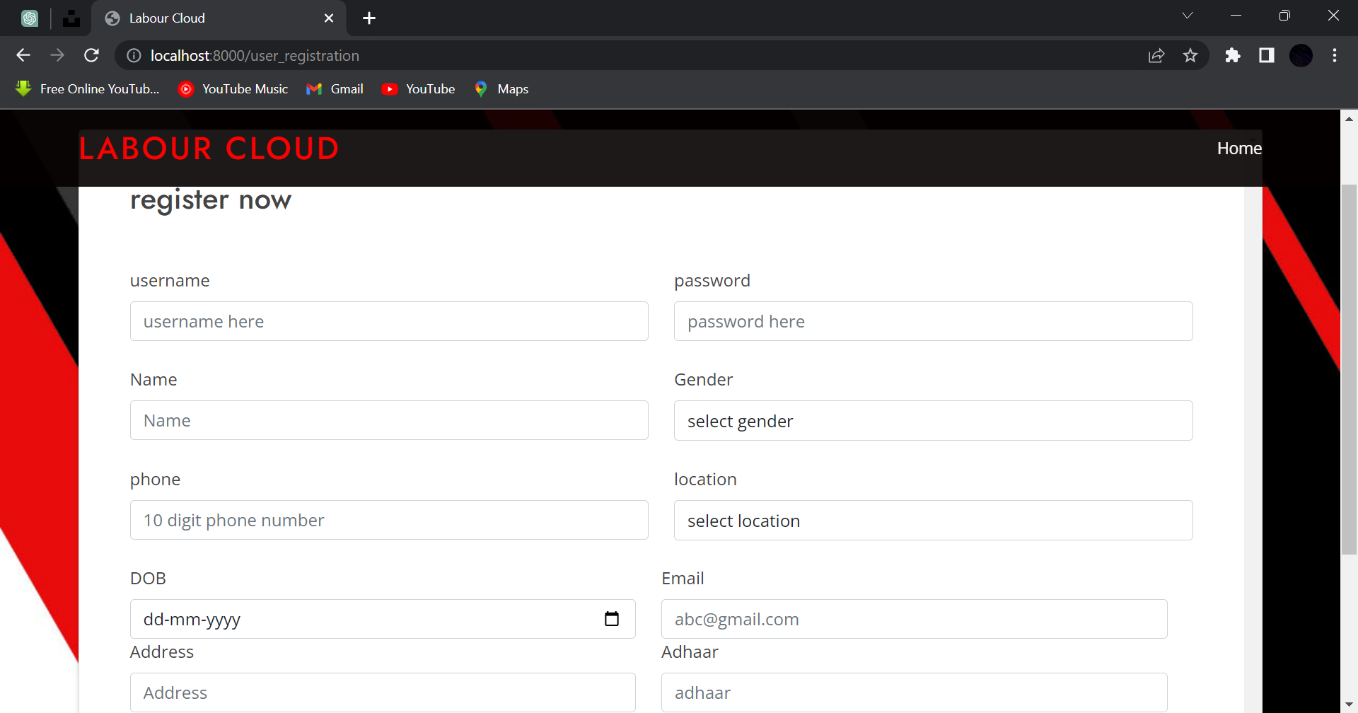 Labour Cloud
localhost:8000/user_registration
Free Online YouTub... YouTube Music Gmail YouTube Maps
LABOUR CLOUD Home
register now
username password
username here password here
Name Gender
Name select gender
phone location
10 digit phone number select location
DOB Email
dd-mm-yyyy abc@gmail.com
Address Adhaar
Address adhaar